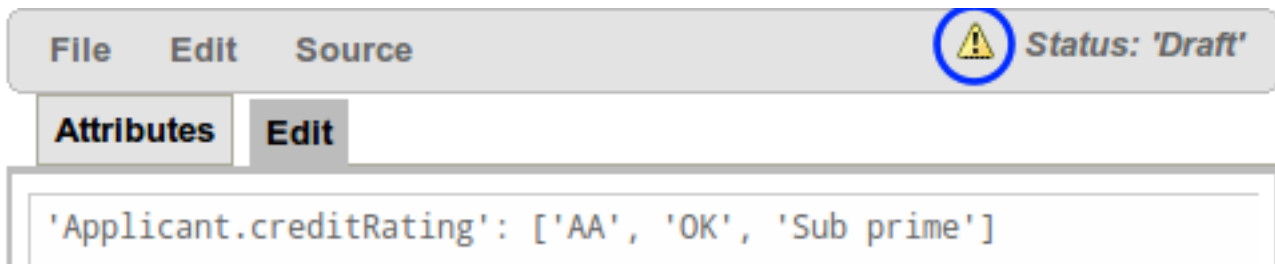 File Edit Source Status: 'Draft'
Attributes Edit
'Applicant.creditRating': ['AA', 'OK', 'Sub prime']